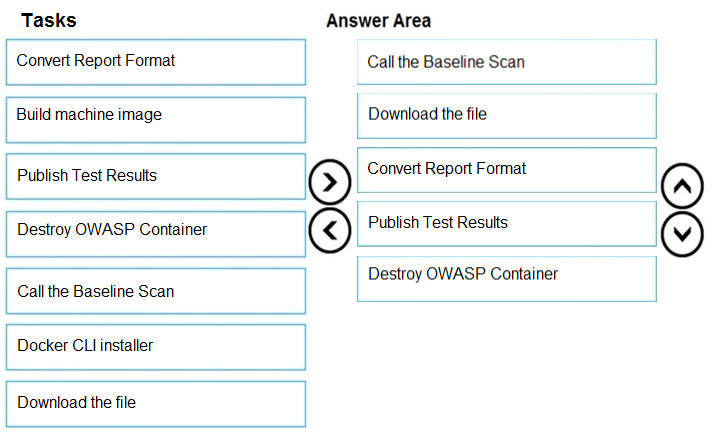 Tasks
Convert Report Format
Build machine image
Publish Test Results
Destroy OWASP Container
Call the Baseline Scan
Docker CLI installer
Download the file
Answer Area
Call the Baseline Scan
Download the file
Convert Report Format
Publish Test Results
Destroy OWASP Container